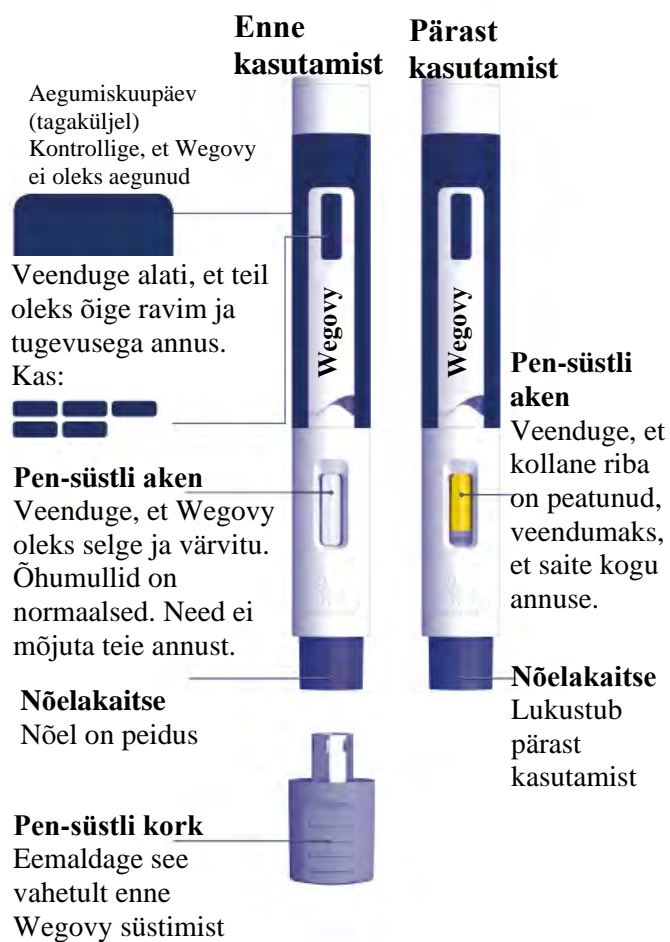 Enne
kasutamist
Pärast
kasutamist
Aegumiskuupäev
(tagaküljel)
Kontrollige, et Wegovy
ei oleks aegunud
Veenduge alati, et teil
oleks õige ravim ja
tugevusega annus.
Kas:
Pen-süstli aken
Veenduge, et Wegovy
oleks selge ja värvitu.
Õhumullid on
normaalsed. Need ei
mõjuta teie annust.
Nõelakaitse
Nõel on peidus
Pen-süstli kork
Eemaldage see
vahetult enne
Wegovy süstimist
Wegovy
Wegovy
Pen-süstli
aken
Veenduge, et
kollane riba
on peatunud,
veendumaks,
et saite kogu
annuse.
Nõelakaitse
Lukustub
pärast
kasutamist